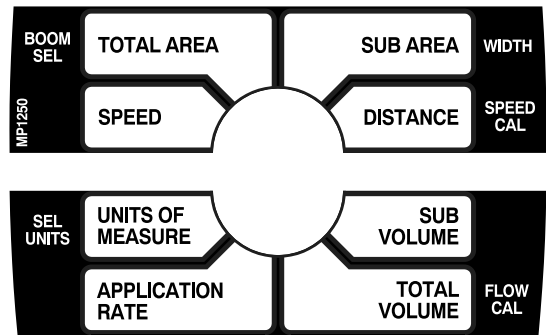 BOOM
SEL
TOTAL AREA
SUB AREA
WIDTH
MP1250
SPEED
DISTANCE
SPEED
CAL
SEL
UNITS
UNITS OF
MEASURE
SUB
VOLUME
APPLICATION
RATE
TOTAL
VOLUME
FLOW
CAL